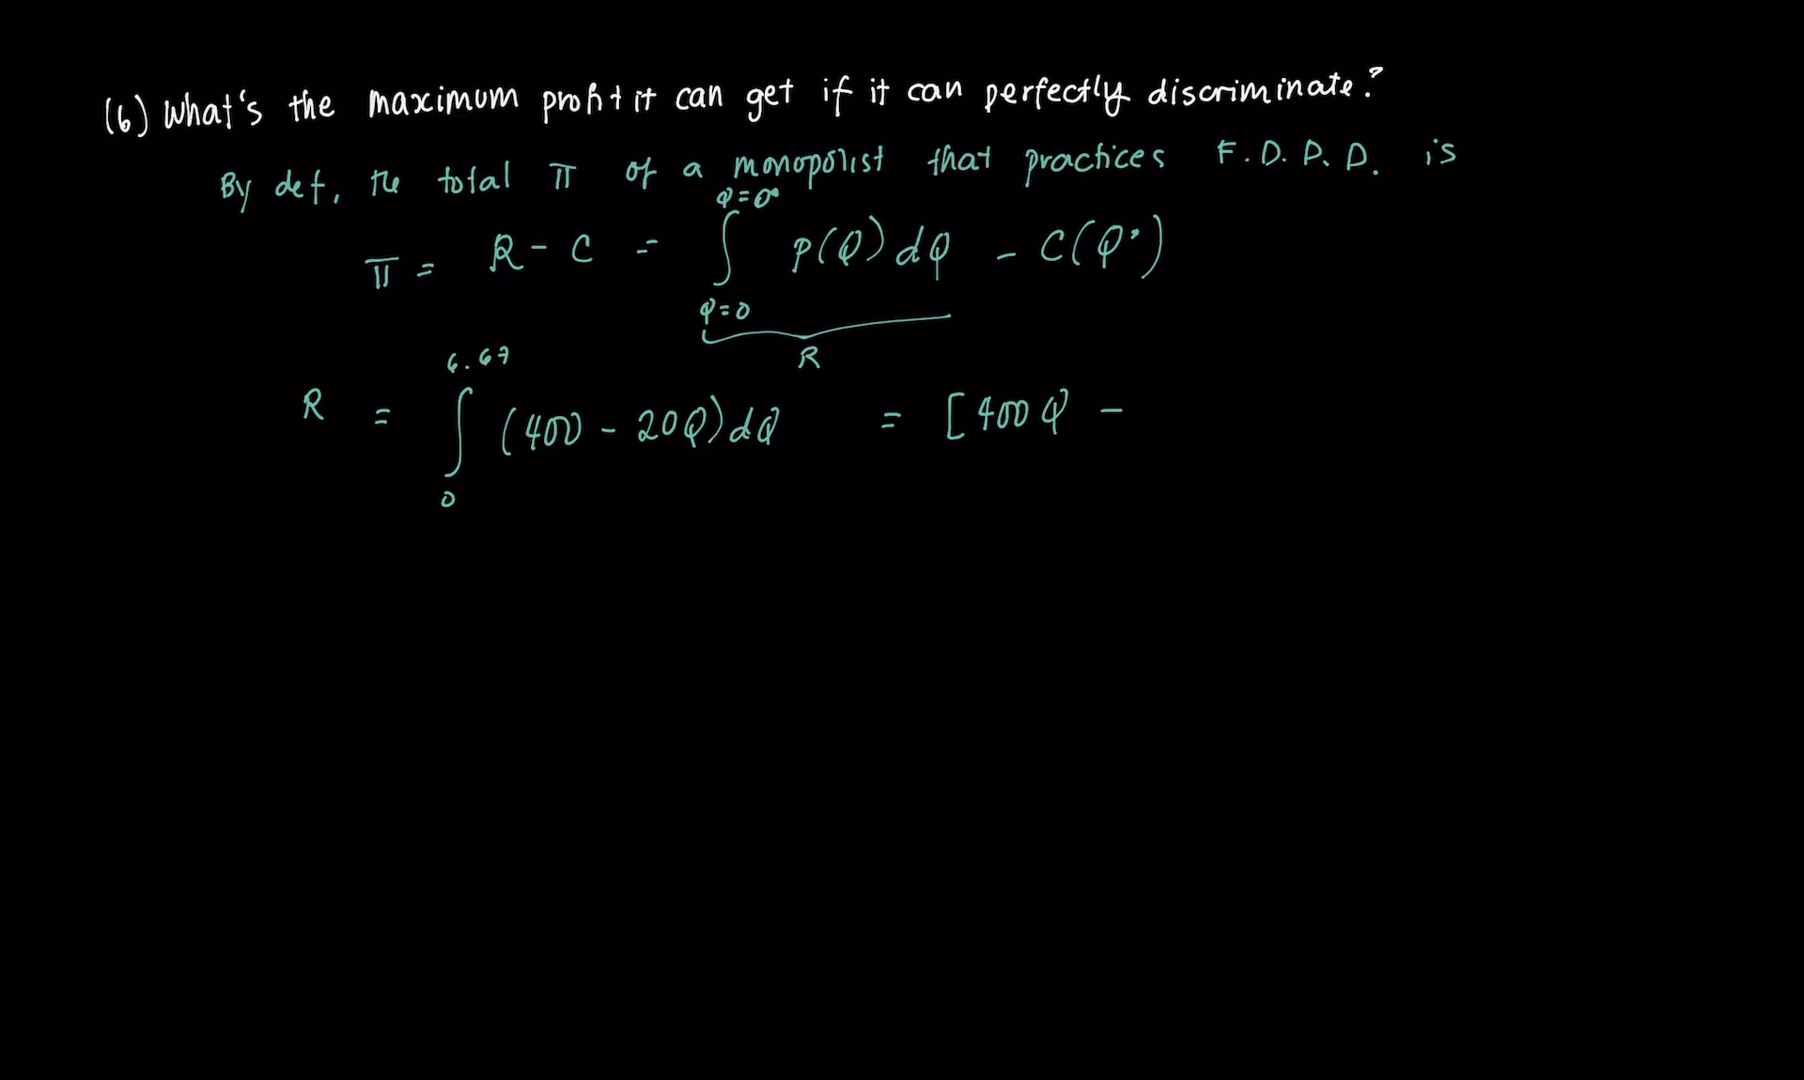 (6) What's the maximum profit it can get if it can perfectly discriminate?
By def, the total π of a monopolist that practices F.D.P.D. is
π = R - C = ∫_{Q=0}^{Q=Q*} P(Q)dQ - C(Q*)
R
R = ∫_{0}^{6.67} (400 - 20Q)dQ = [400Q -